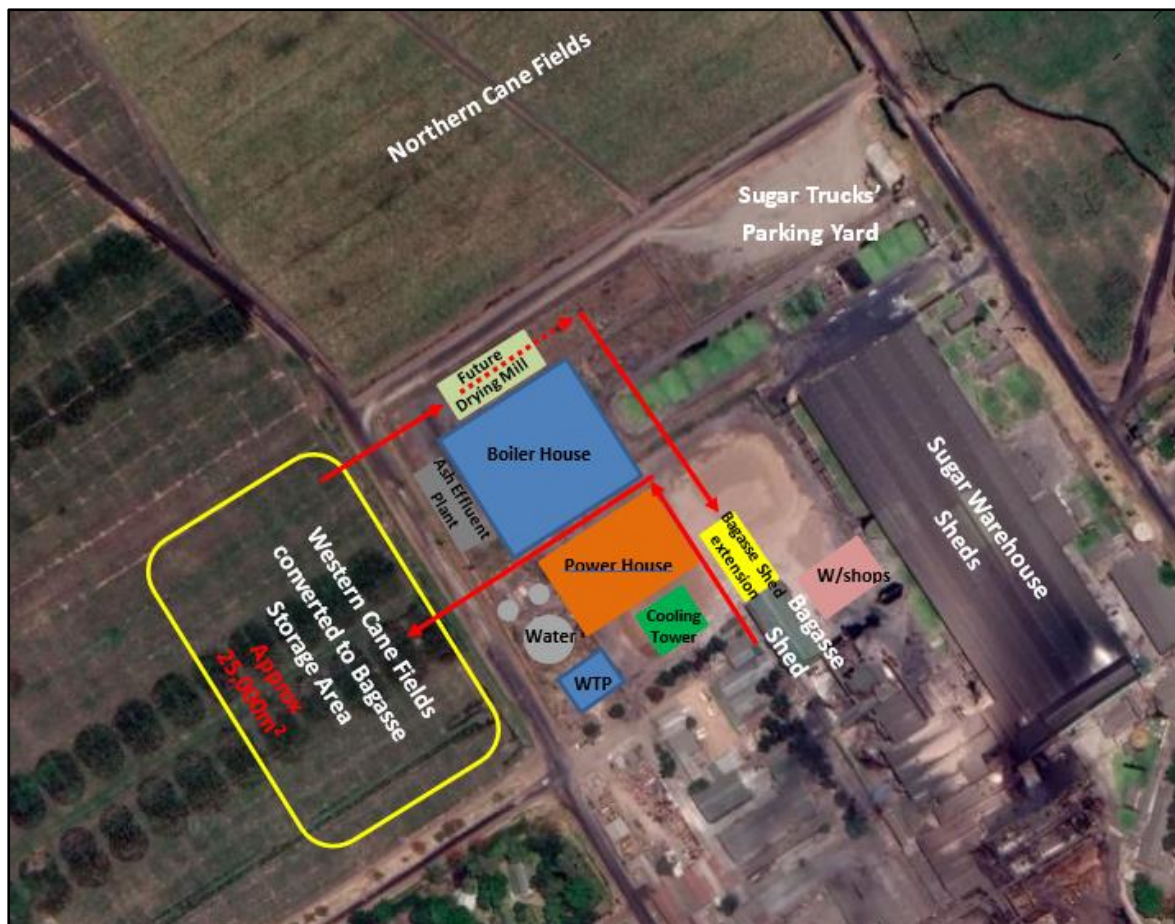 Northern Cane Fields
Sugar Trucks’
Parking Yard
Future
Drying Mill
Boiler House
Ash Effluent
Plant
Power House
Bagasse Shed
extension
W/shops
Sugar Warehouse
Sheds
Bagasse
Shed
Cooling
Tower
Water
WTP
Western Cane Fields
converted to Bagasse
Storage Area
Approx
25,000m²